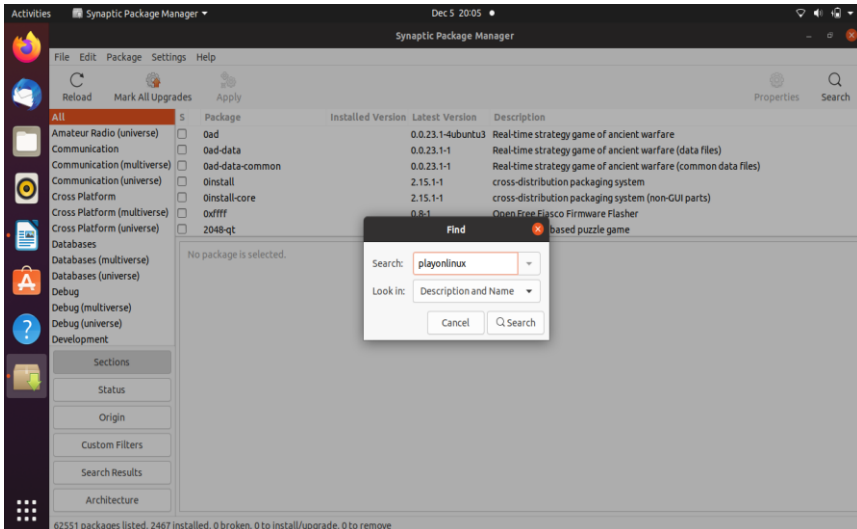 Activities Synaptic Package Manager Dec 5 20:05
Synaptic Package Manager
File Edit Package Settings Help
Reload Mark All Upgrades Apply Properties Search
All S Package Installed Version Latest Version Description
Amateur Radio (universe) 0ad 0.0.23.1-4ubuntu3 Real-time strategy game of ancient warfare
Communication 0ad-data 0.0.23.1-1 Real-time strategy game of ancient warfare (data files)
Communication (multiverse) 0ad-data-common 0.0.23.1-1 Real-time strategy game of ancient warfare (common data files)
Communication (universe) 0install 2.15.1-1 cross-distribution packaging system
Cross Platform 0install-core 2.15.1-1 cross-distribution packaging system (non-GUI parts)
Cross Platform (multiverse) 0xffff 0.8-1 Open Free Fiasco Firmware Flasher
Cross Platform (universe) 2048-qt based puzzle game
Databases
Databases (multiverse)
Databases (universe)
Debug
Debug (multiverse)
Debug (universe)
Development
No package is selected.
Find
Search: playonlinux
Look in: Description and Name
Cancel Search
Sections
Status
Origin
Custom Filters
Search Results
Architecture
62551 packages listed, 2467 installed, 0 broken. 0 to install/upgrade, 0 to remove